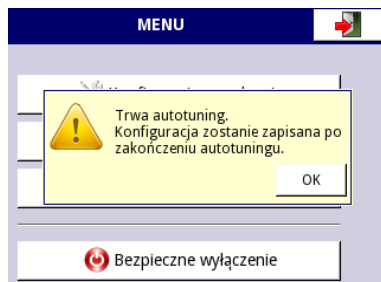 MENU
Trwa autotuning.
Konfiguracja zostanie zapisana po
zakończeniu autotuningu.
OK
Bezpieczne wyłączenie